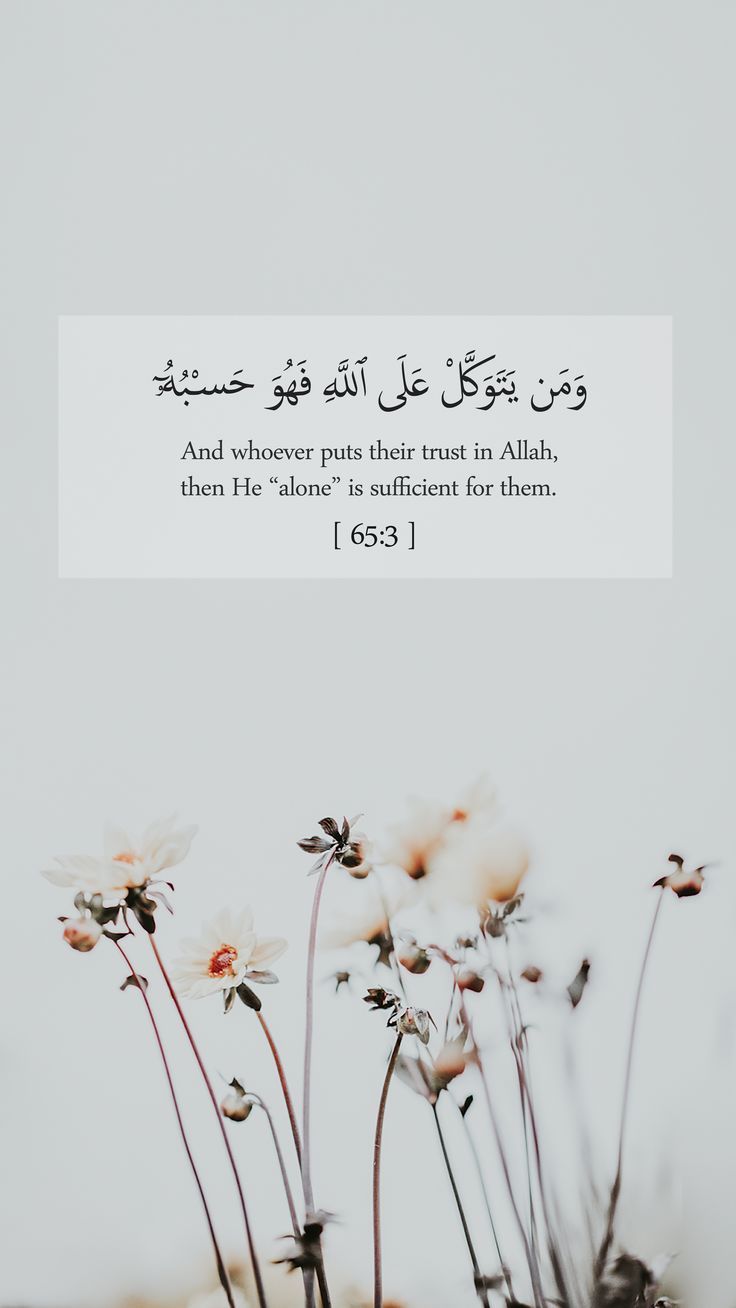 وَمَن يَتَوَكَّلْ عَلَى ٱللَّهِ فَهُوَ حَسْبُهُۥٓ
And whoever puts their trust in Allah,
then He “alone” is sufficient for them.
[ 65:3 ]